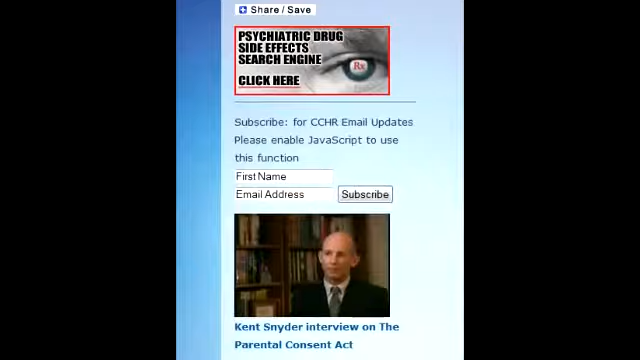 Share / Save
PSYCHIATRIC DRUG
SIDE EFFECTS
SEARCH ENGINE
Rx
CLICK HERE
Subscribe: for CCHR Email Updates
Please enable JavaScript to use
this function
First Name
Email Address
Subscribe
Kent Snyder interview on The
Parental Consent Act